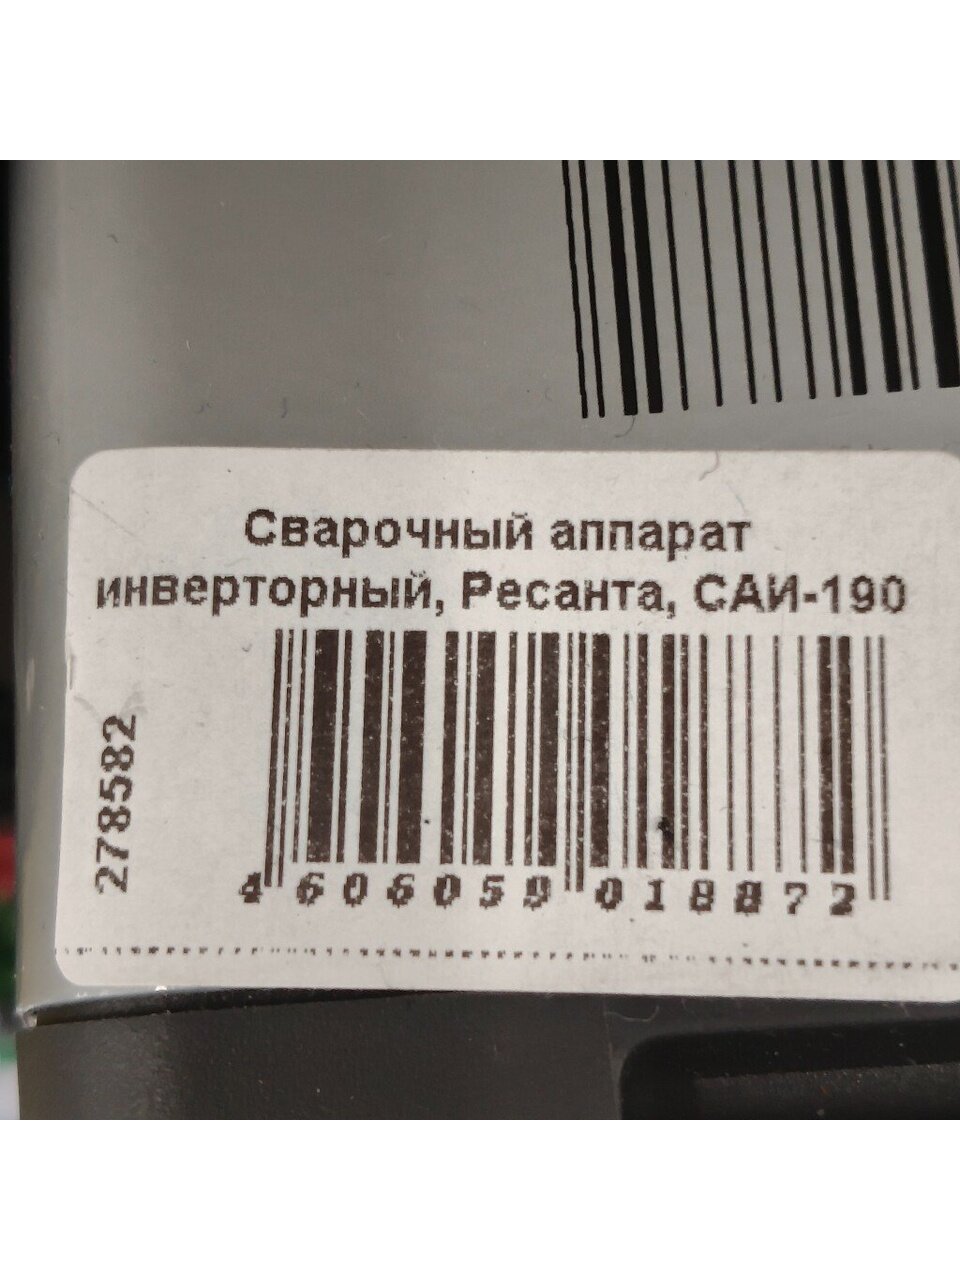 Сварочный аппарат
инверторный, Ресанта, САИ-190
278582
4 606059 018872